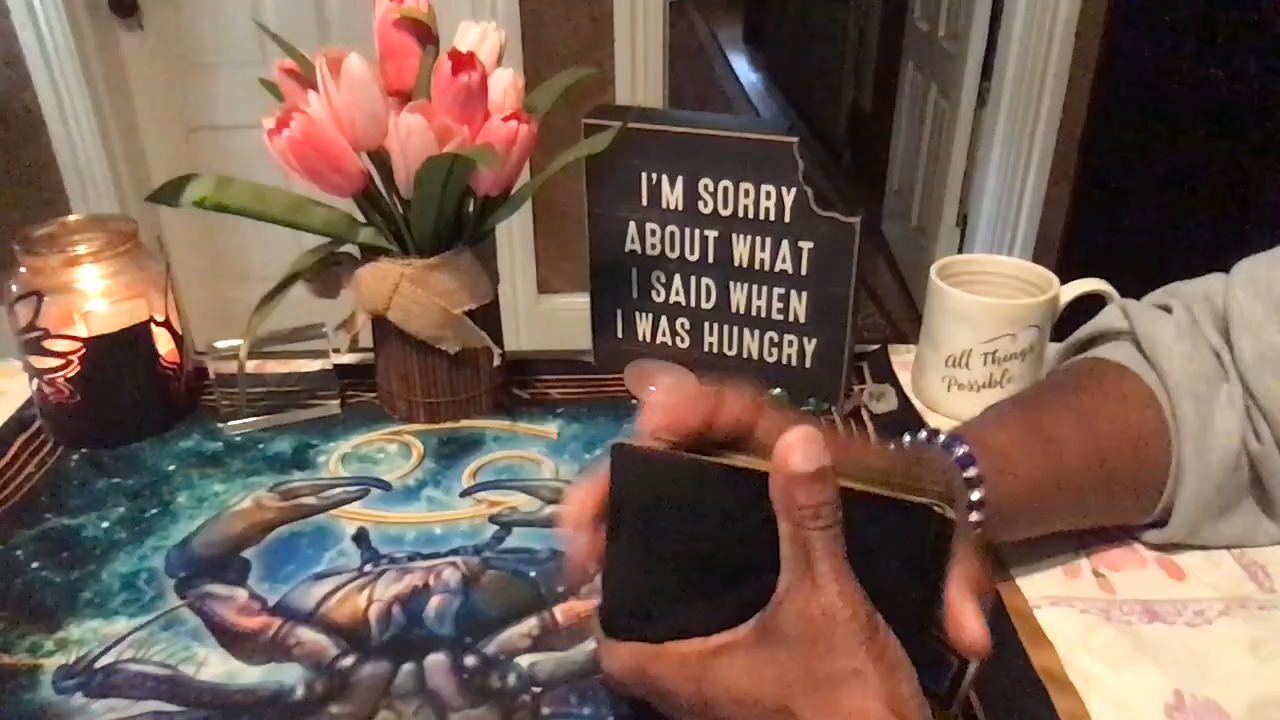 I'M SORRY
ABOUT WHAT
I SAID WHEN
I WAS HUNGRY
All Things
Possible